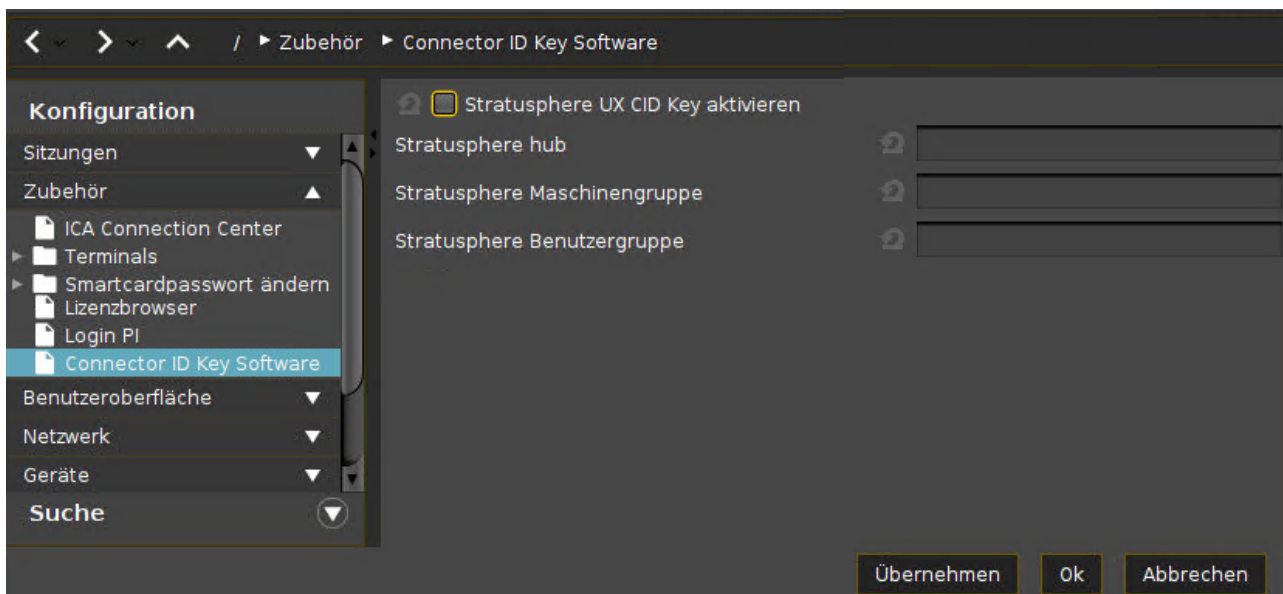 / Zubehör Connector ID Key Software
Konfiguration
Sitzungen
Zubehör
ICA Connection Center
Terminals
Smartcardpasswort ändern
Lizenzbrowser
Login PI
Connector ID Key Software
Benutzeroberfläche
Netzwerk
Geräte
Suche
Stratusphere UX CID Key aktivieren
Stratusphere hub
Stratusphere Maschinengruppe
Stratusphere Benutzergruppe
Übernehmen Ok Abbrechen